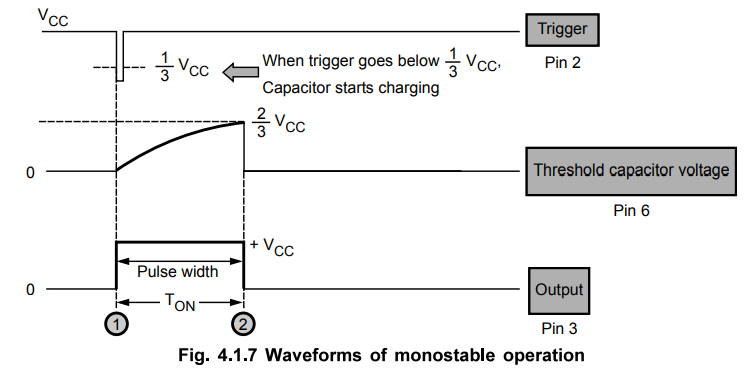 VCC
Trigger
Pin 2
1/3 VCC
When trigger goes below 1/3 VCC,
Capacitor starts charging
2/3 VCC
0
Threshold capacitor voltage
Pin 6
+ VCC
Pulse width
0
TON
Output
1
2
Pin 3
Fig. 4.1.7 Waveforms of monostable operation